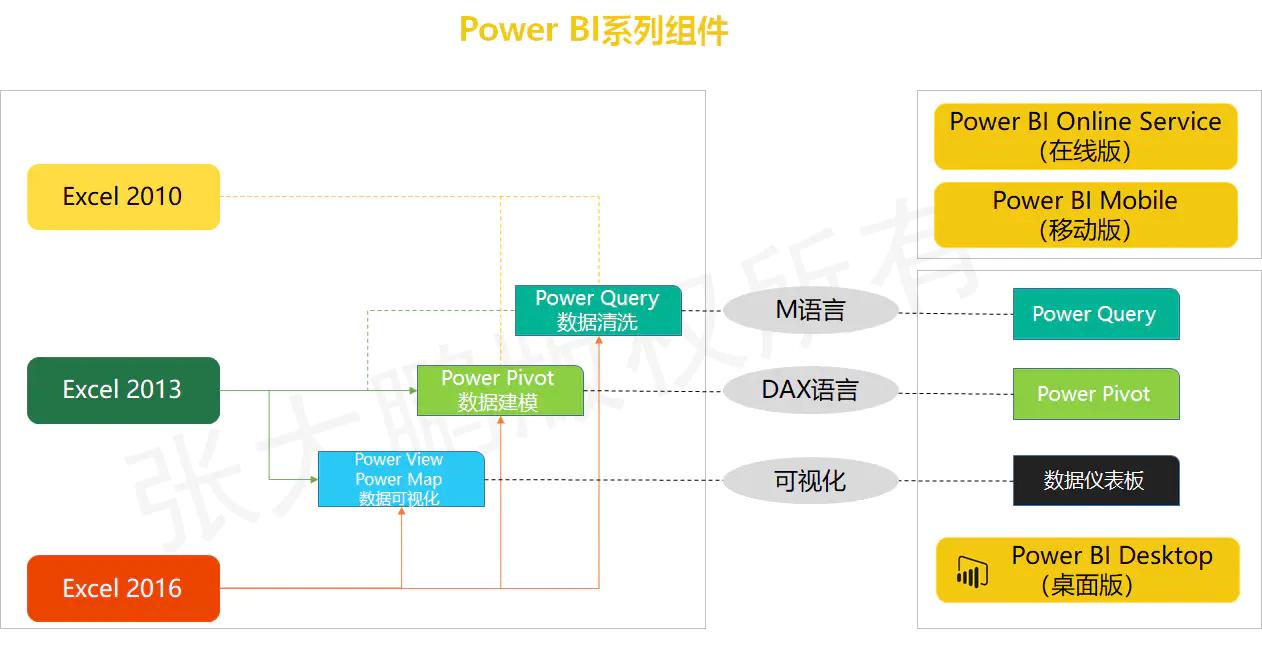 Power BI系列组件
Excel 2010
Excel 2013
Excel 2016
Power Query
数据清洗
Power Pivot
数据建模
Power View
Power Map
数据可视化
M语言
DAX语言
可视化
Power BI Online Service
（在线版）
Power BI Mobile
（移动版）
Power Query
Power Pivot
数据仪表板
Power BI Desktop
（桌面版）
张大鹏版权所有